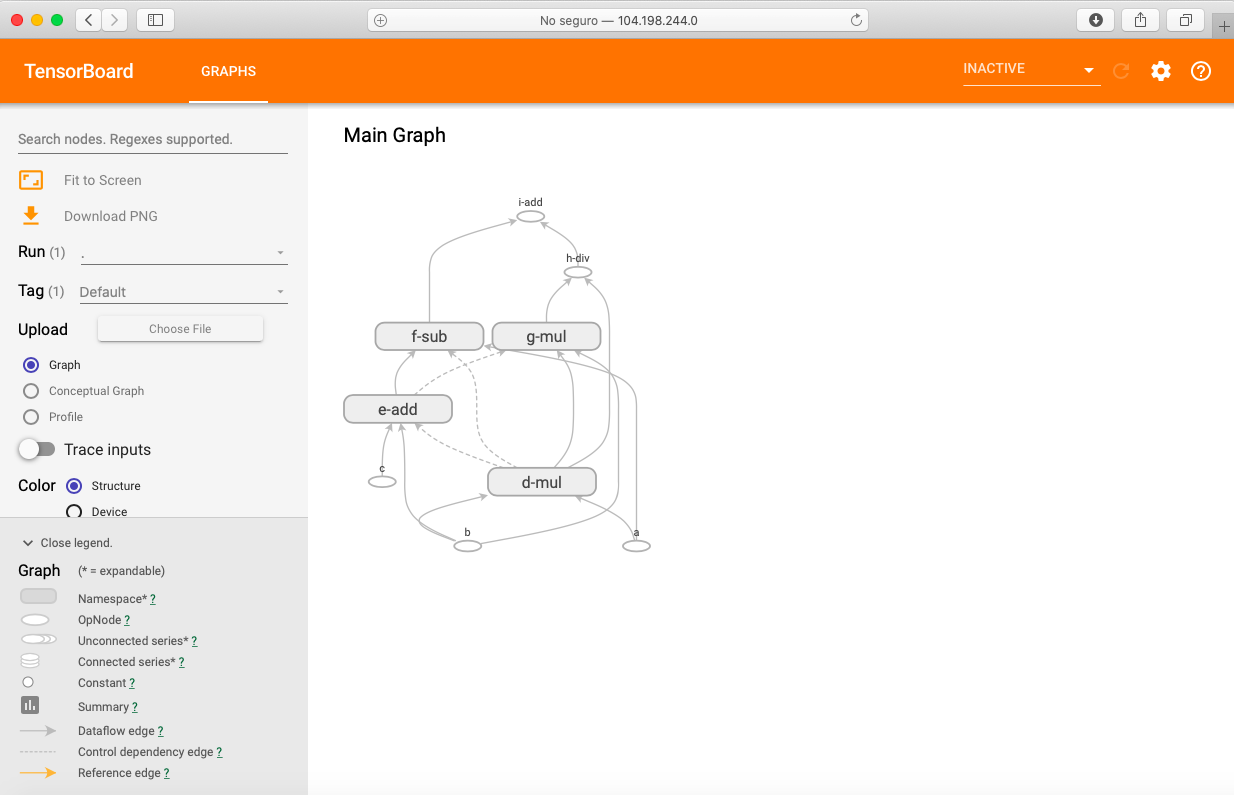 No seguro — 104.198.244.0
TensorBoard
GRAPHS
INACTIVE
Search nodes. Regexes supported.
Fit to Screen
Download PNG
Run (1) .
Tag (1) Default
Upload Choose File
Graph
Conceptual Graph
Profile
Trace inputs
Color Structure
Device
Close legend.
Graph (* = expandable)
Namespace* ?
OpNode ?
Unconnected series* ?
Connected series* ?
Constant ?
Summary ?
Dataflow edge ?
Control dependency edge ?
Reference edge ?
Main Graph
i-add
h-div
f-sub
g-mul
e-add
c
d-mul
b
a